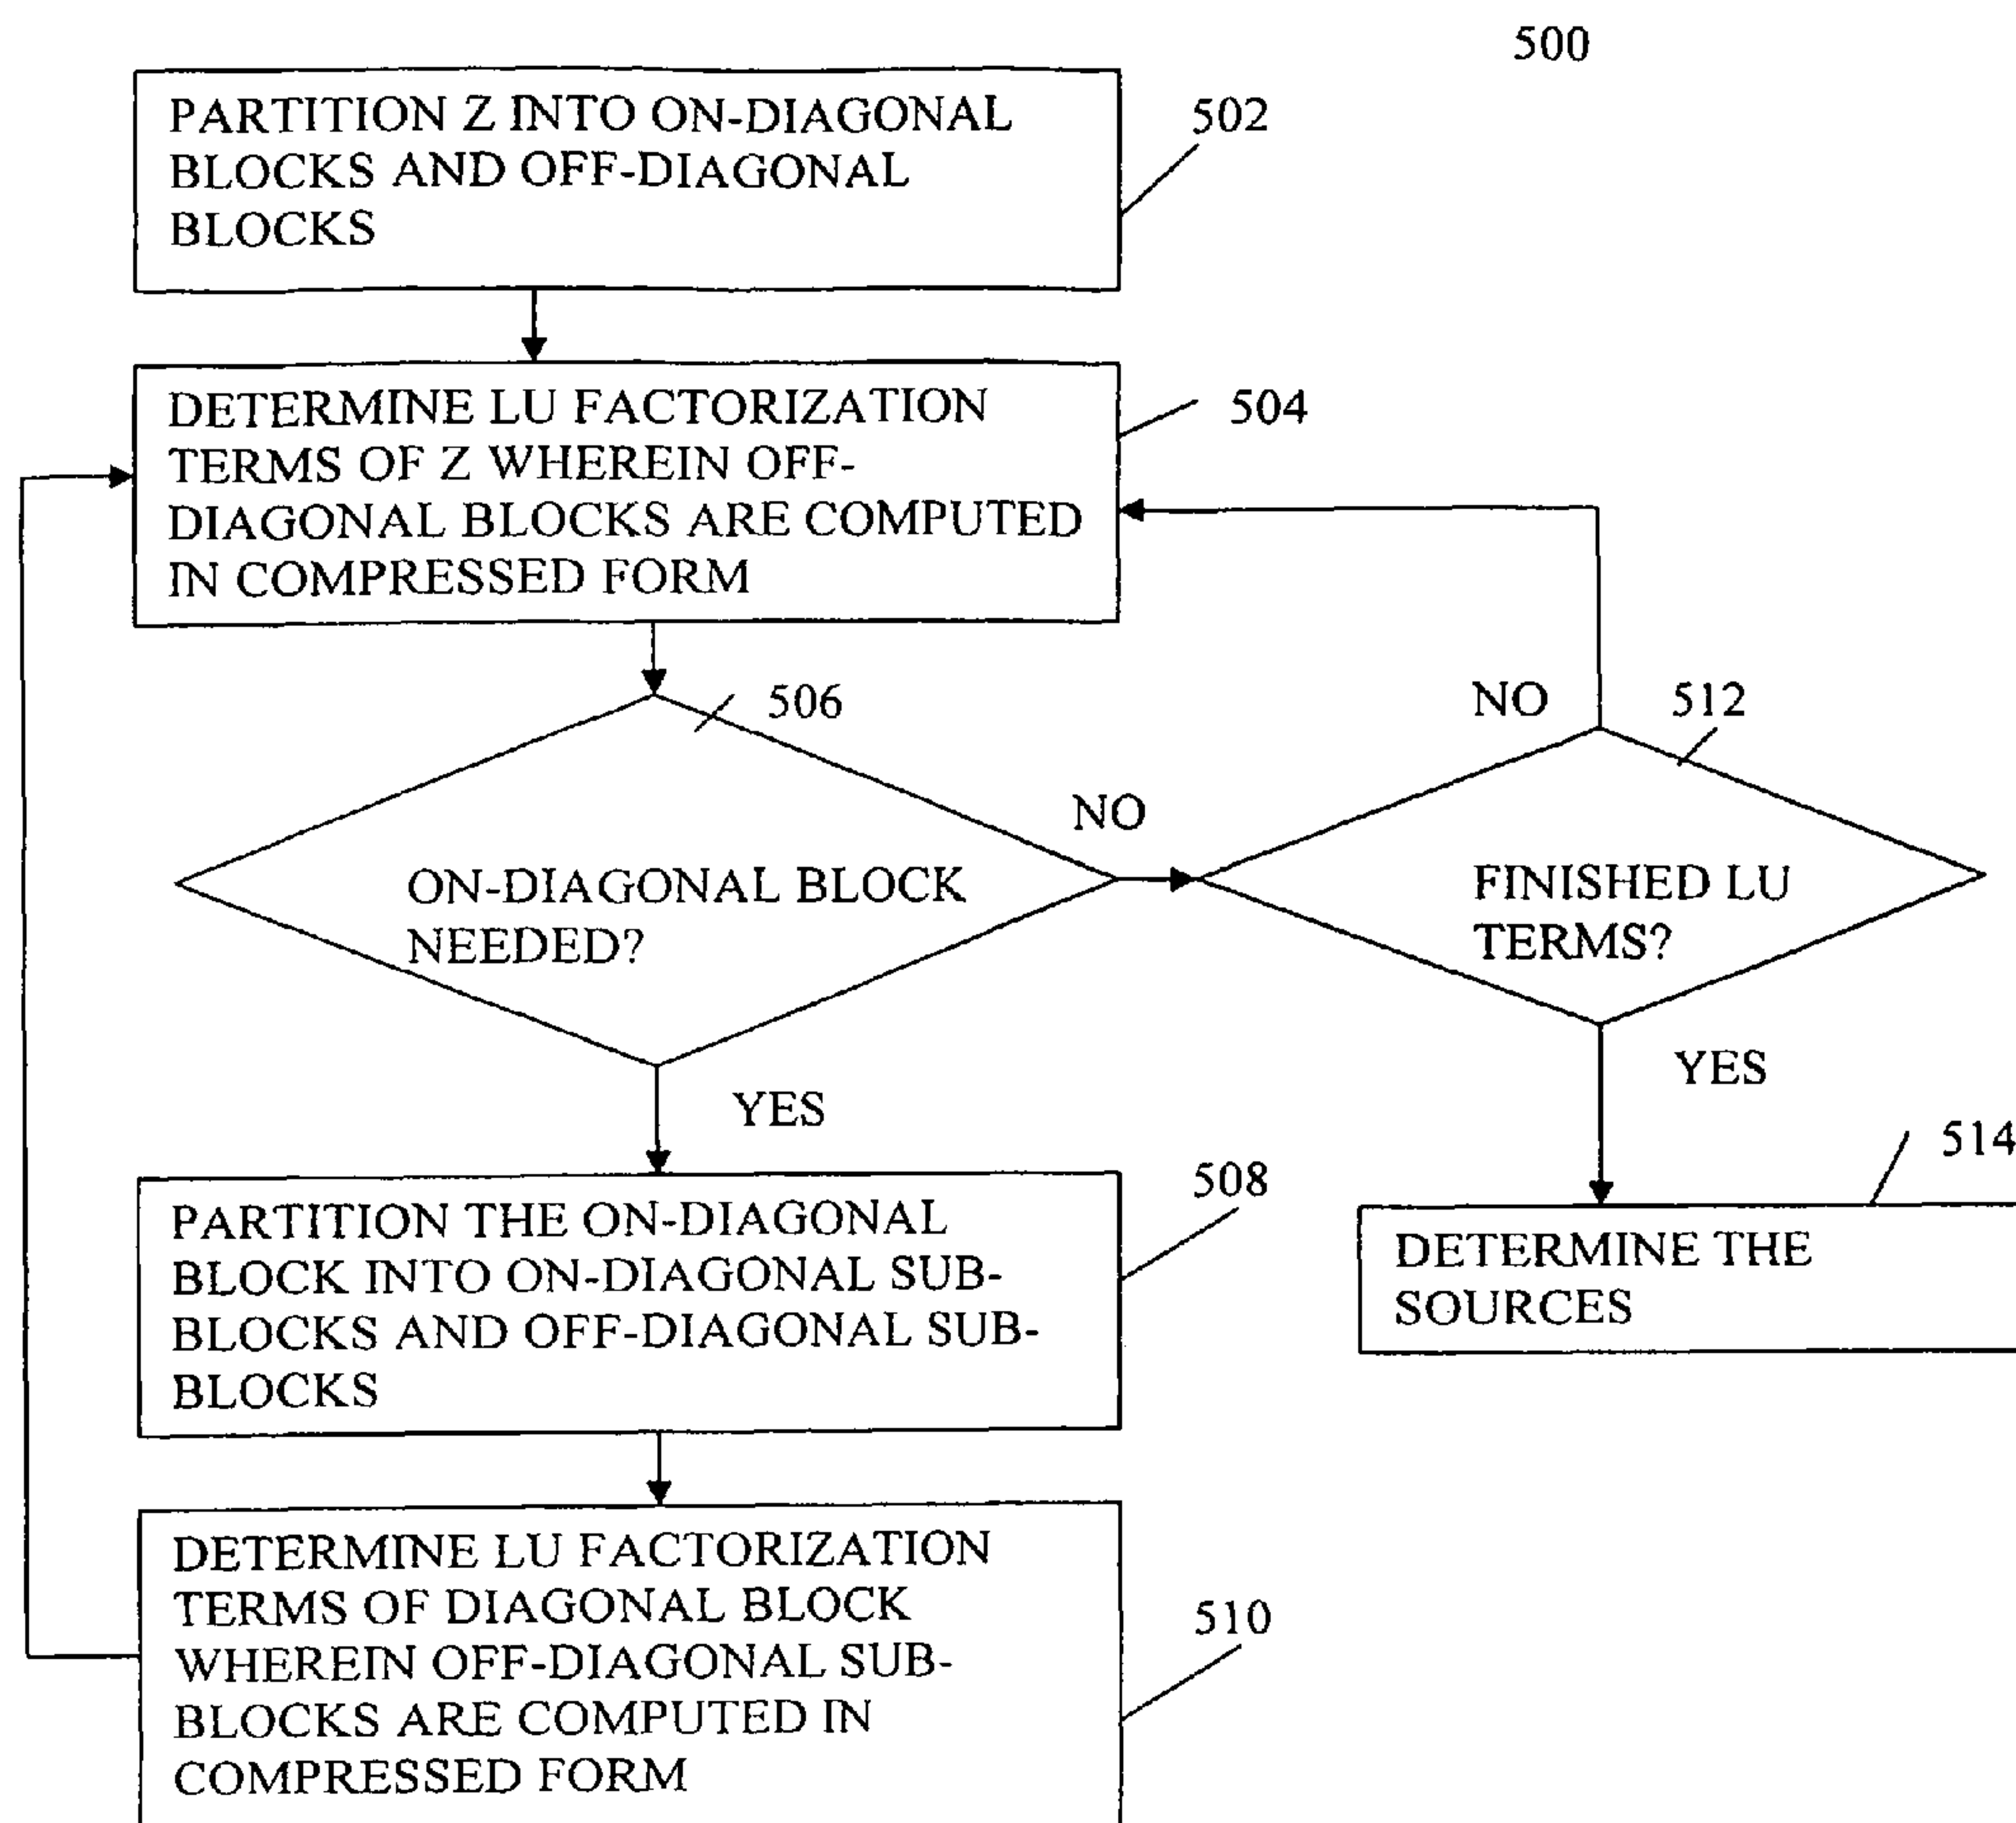 500
PARTITION Z INTO ON-DIAGONAL
BLOCKS AND OFF-DIAGONAL
BLOCKS
502
DETERMINE LU FACTORIZATION
TERMS OF Z WHEREIN OFF-
DIAGONAL BLOCKS ARE COMPUTED
IN COMPRESSED FORM
504
506
NO
512
NO
ON-DIAGONAL BLOCK
NEEDED?
FINISHED LU
TERMS?
YES
YES
514
508
PARTITION THE ON-DIAGONAL
BLOCK INTO ON-DIAGONAL SUB-
BLOCKS AND OFF-DIAGONAL SUB-
BLOCKS
DETERMINE THE
SOURCES
DETERMINE LU FACTORIZATION
TERMS OF DIAGONAL BLOCK
WHEREIN OFF-DIAGONAL SUB-
BLOCKS ARE COMPUTED IN
COMPRESSED FORM
510